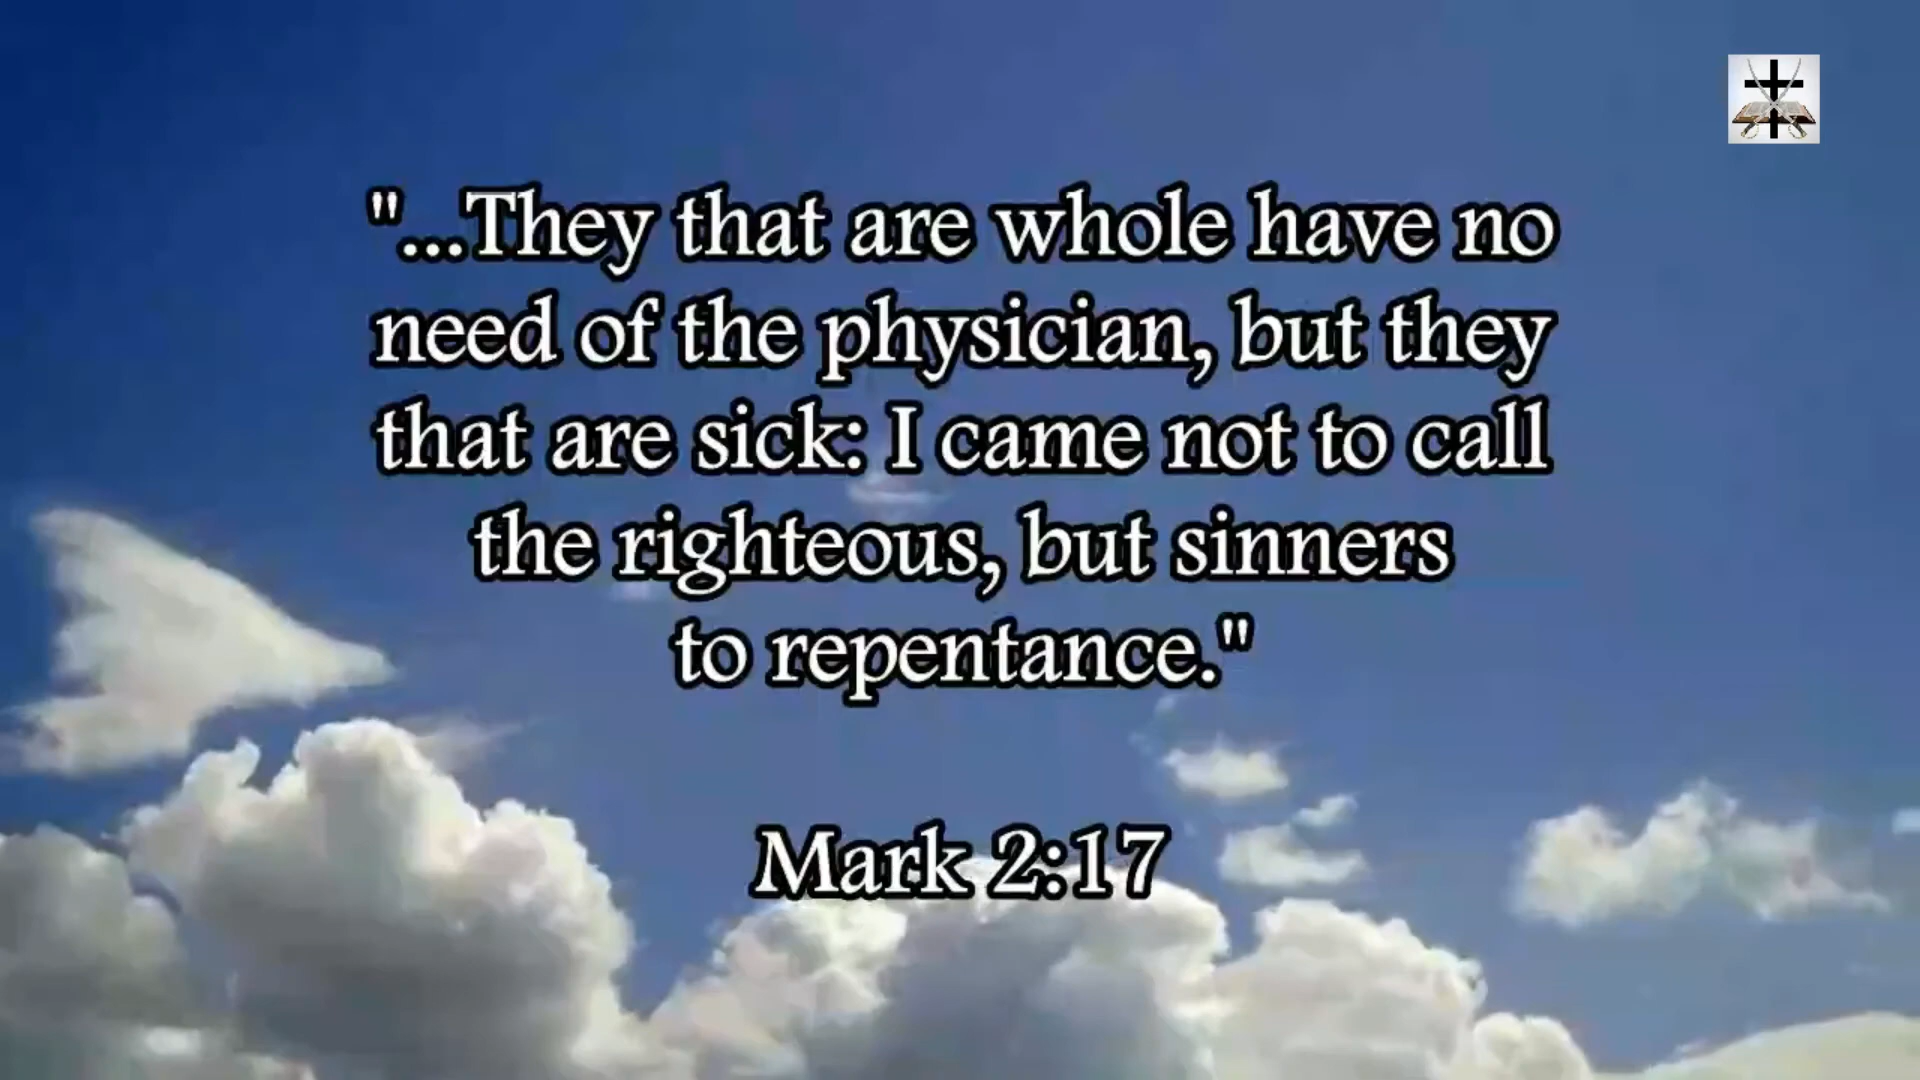 "...They that are whole have no
need of the physician, but they
that are sick: I came not to call
the righteous, but sinners
to repentance."
Mark 2:17